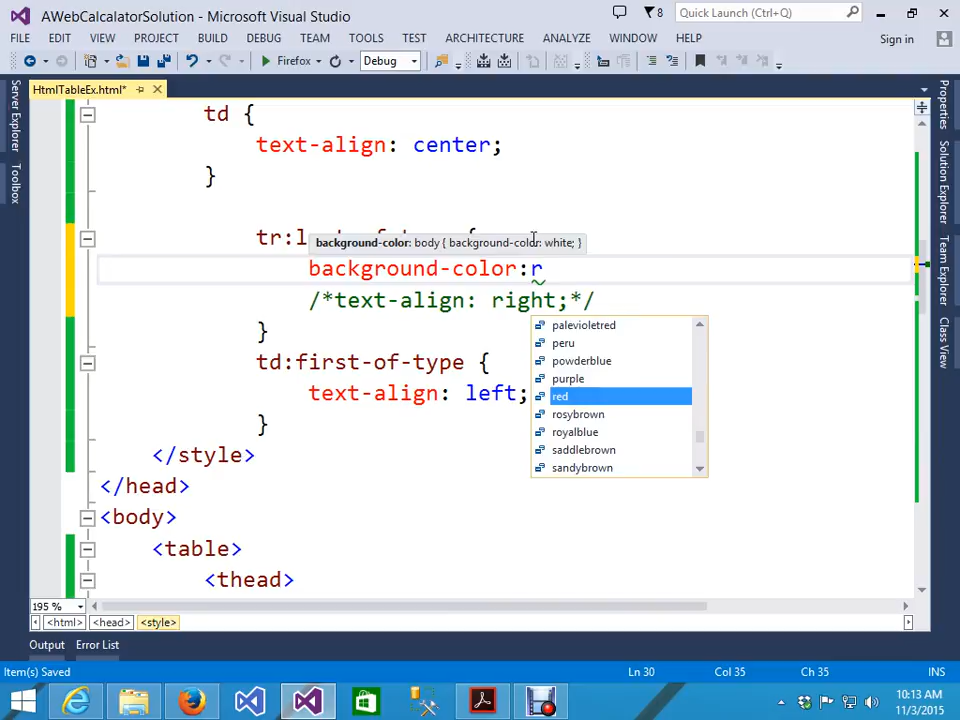 AWebCalcalatorSolution - Microsoft Visual Studio
8
Quick Launch (Ctrl+Q)
FILE EDIT VIEW PROJECT BUILD DEBUG TEAM TOOLS TEST ARCHITECTURE ANALYZE WINDOW HELP
Sign in
Firefox Debug
HtmlTableEx.html*
Server Explorer
Toolbox
Properties
Solution Explorer
Team Explorer
Class View
td {
text-align: center;
}
background-color: body { background-color: white; }
background-color:r
/*text-align: right;*/
}
td:first-of-type {
text-align: left;
}
</style>
</head>
<body>
<table>
<thead>
palevioletred
peru
powderblue
purple
red
rosybrown
royalblue
saddlebrown
sandybrown
195 %
<html> <head> <style>
Output Error List
Item(s) Saved Ln 30 Col 35 Ch 35 INS
10:13 AM
11/3/2015